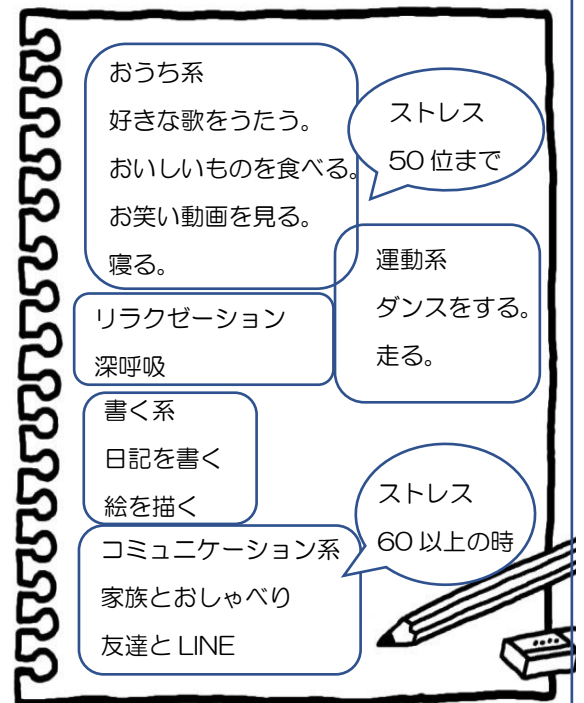 おうち系
好きな歌をうたう。
おいしいものを食べる。
お笑い動画を見る。
寝る。
ストレス
50位まで
運動系
ダンスをする。
走る。
リラクゼーション
深呼吸
書く系
日記を書く
絵を描く
ストレス
60以上の時
コミュニケーション系
家族とおしゃべり
友達とLINE